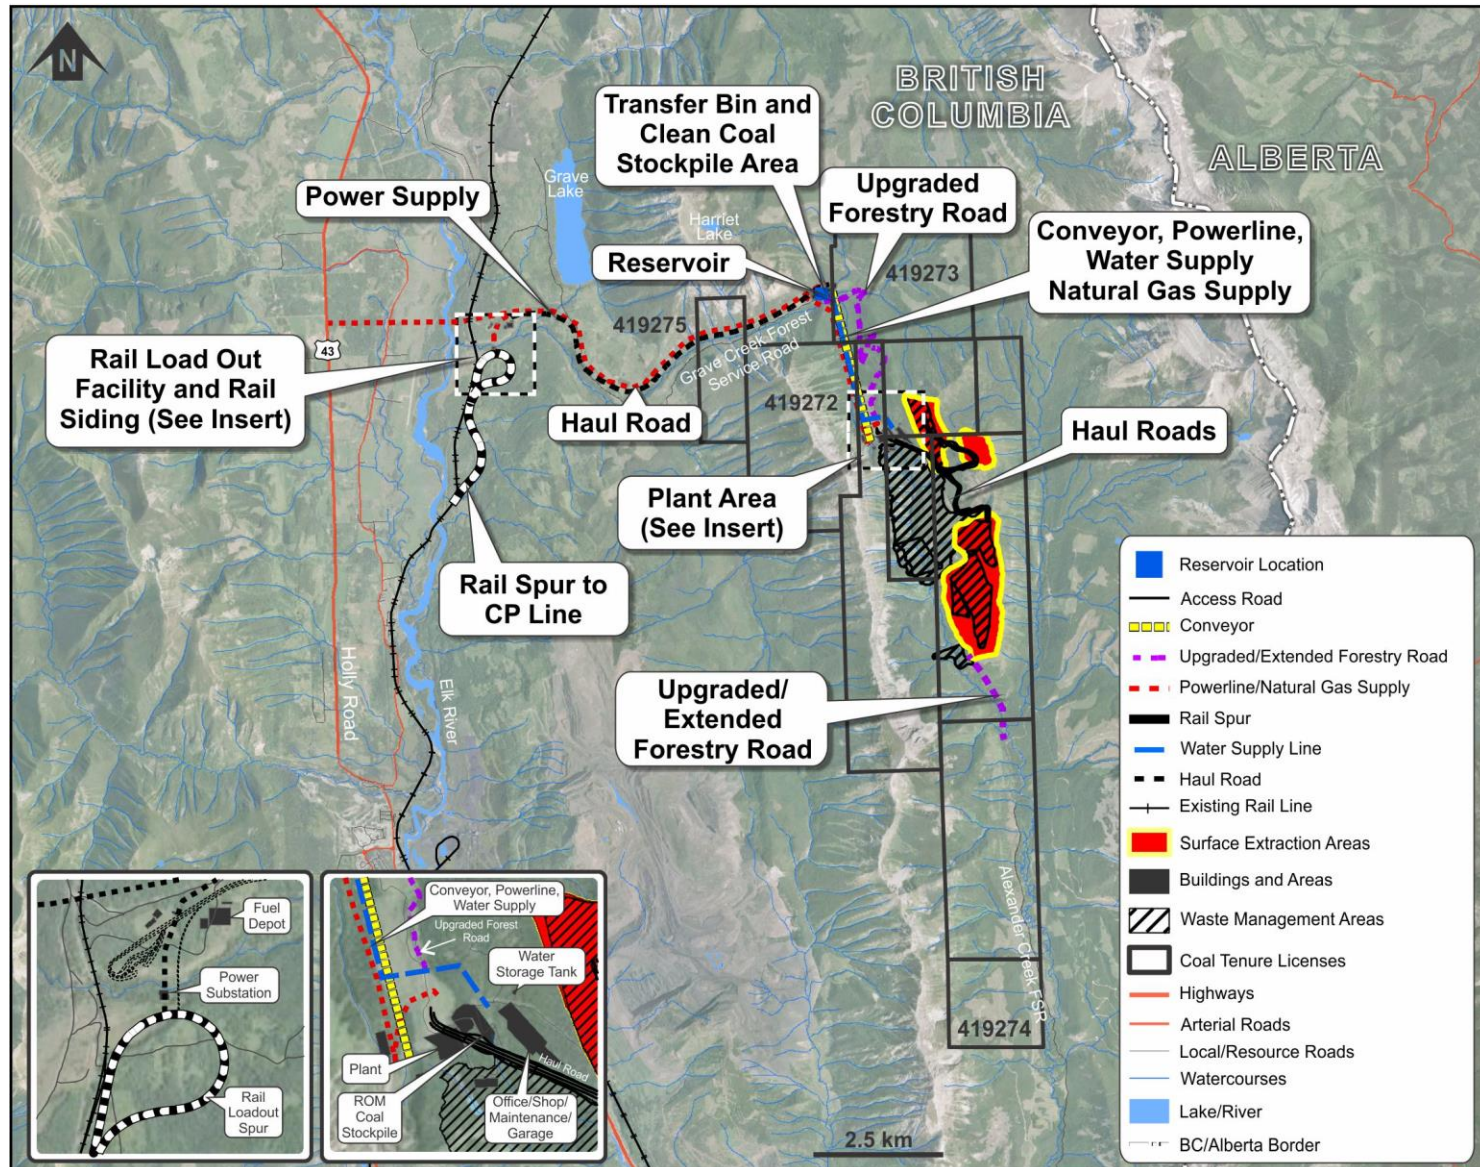 N
BRITISH
COLUMBIA
ALBERTA
Transfer Bin and
Clean Coal
Stockpile Area
Upgraded
Forestry Road
Grave
Lake
Power Supply
Harriet
Lake
Reservoir
Conveyor, Powerline,
Water Supply
Natural Gas Supply
419273
419275
43
Rail Load Out
Facility and Rail
Siding (See Insert)
Grave Creek Forest
Service Road
Haul Road
419272
Haul Roads
Plant Area
(See Insert)
Rail Spur to
CP Line
Holly Road
Elk River
Upgraded/
Extended
Forestry Road
Alexander Creek FSR
419274
2.5 km
Reservoir Location
Access Road
Conveyor
Upgraded/Extended Forestry Road
Powerline/Natural Gas Supply
Rail Spur
Water Supply Line
Haul Road
Existing Rail Line
Surface Extraction Areas
Buildings and Areas
Waste Management Areas
Coal Tenure Licenses
Highways
Arterial Roads
Local/Resource Roads
Watercourses
Lake/River
BC/Alberta Border
Fuel
Depot
Power
Substation
Rail
Loadout
Spur
Conveyor, Powerline,
Water Supply
Upgraded Forest
Road
Water
Storage Tank
Plant
Haul Road
ROM
Coal
Stockpile
Office/Shop/
Maintenance/
Garage